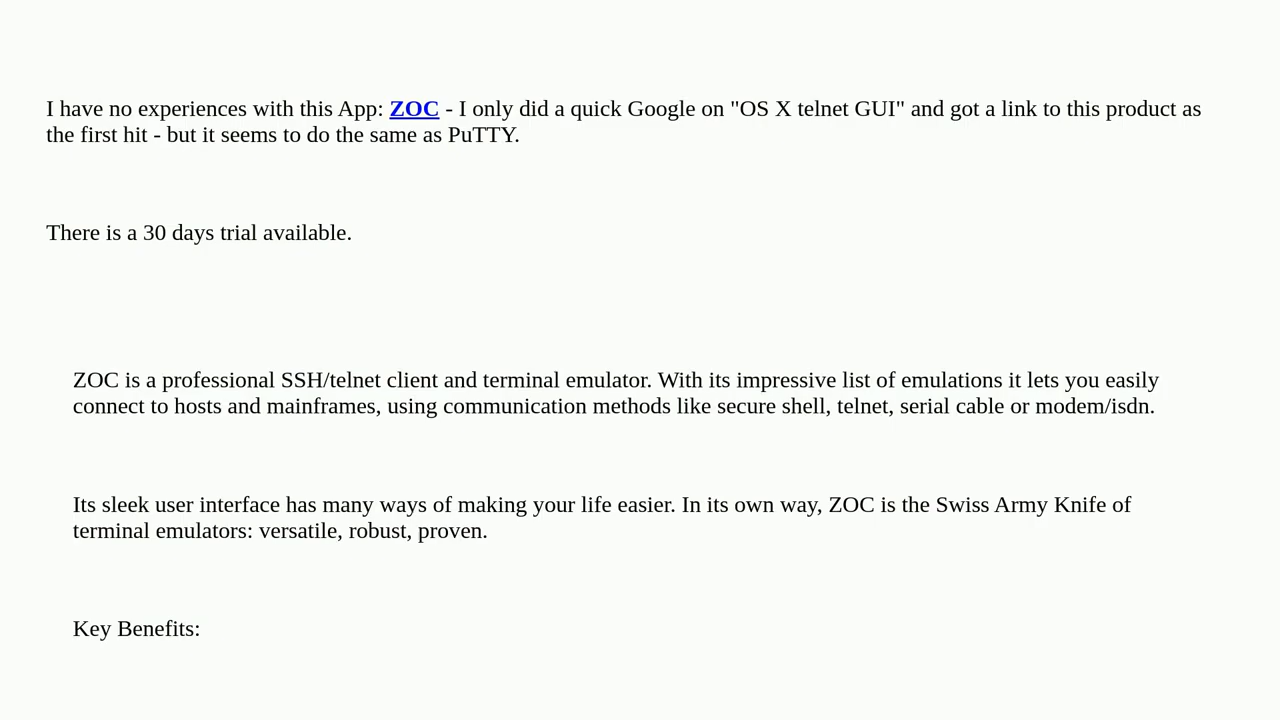 I have no experiences with this App: ZOC - I only did a quick Google on "OS X telnet GUI" and got a link to this product as
the first hit - but it seems to do the same as PuTTY.
There is a 30 days trial available.
ZOC is a professional SSH/telnet client and terminal emulator. With its impressive list of emulations it lets you easily
connect to hosts and mainframes, using communication methods like secure shell, telnet, serial cable or modem/isdn.
Its sleek user interface has many ways of making your life easier. In its own way, ZOC is the Swiss Army Knife of
terminal emulators: versatile, robust, proven.
Key Benefits: